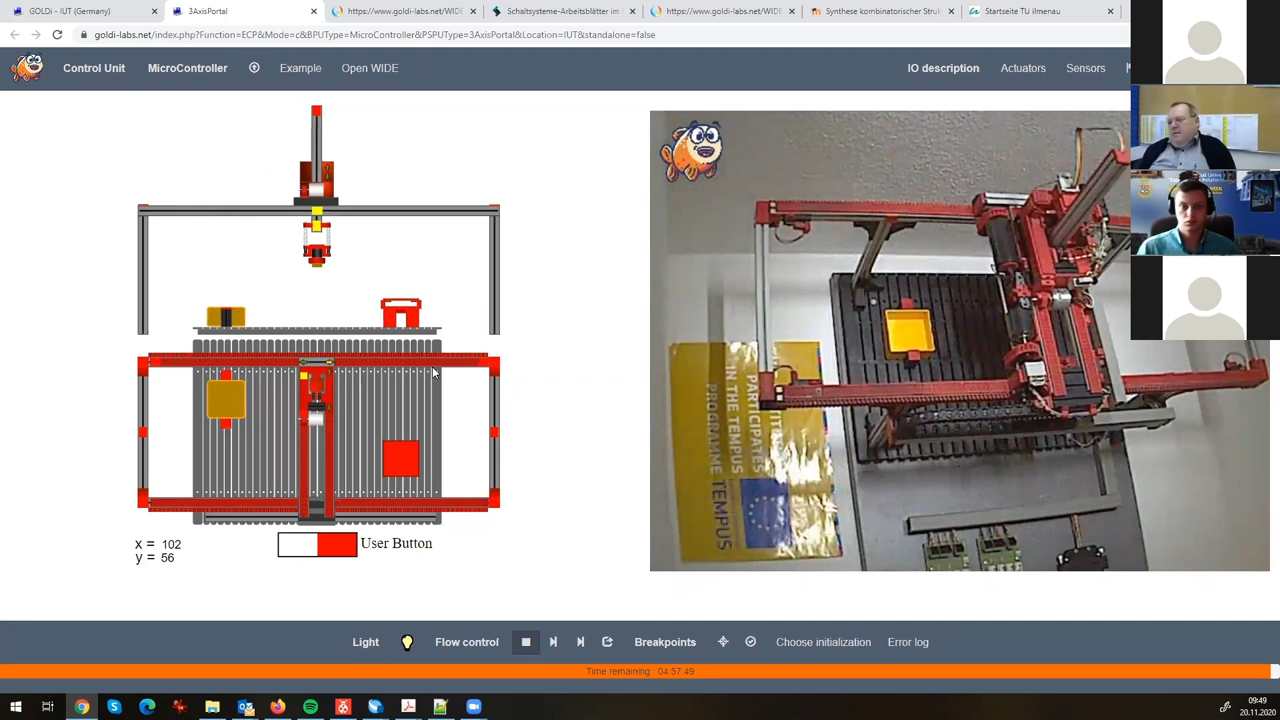 GOLDi - IUT (Germany)
3AxisPortal
https://www.goldi-labs.net/WIDE
Schaltsysteme-Arbeitsblätter im
https://www.goldi-labs.net/WIDE
Synthese kombinatorischer Struk
Startseite TU Ilmenau
goldi-labs.net/index.php?Function=ECP&Mode=c&BPUType=MicroController&PSPUType=3AxisPortal&Location=IUT&standalone=false
Control Unit
MicroController
Example
Open WIDE
IO description
Actuators
Sensors
x = 102
y = 56
User Button
PARTICIPATES
IN THE TEMPUS
PROGRAMME TEMPUS
Light
Flow control
Breakpoints
Choose initialization
Error log
Time remaining : 04:57:49
09:49
20.11.2020